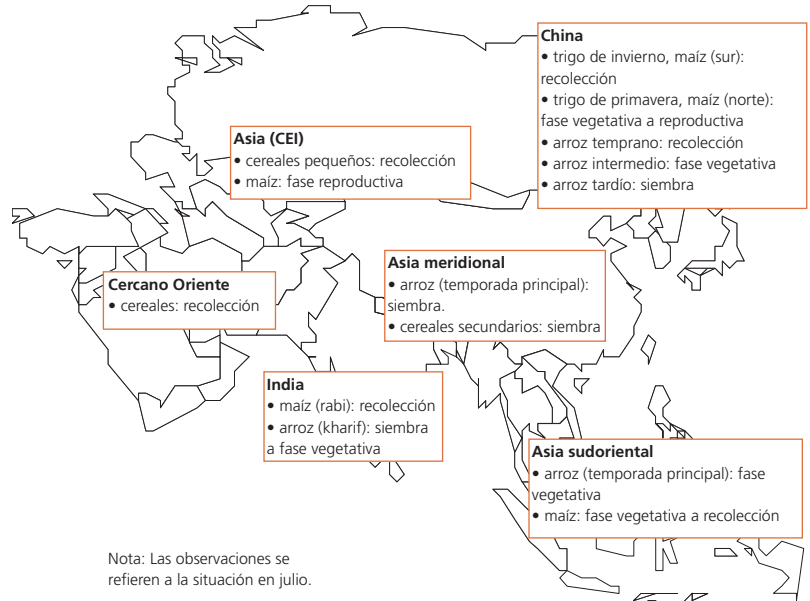 China
• trigo de invierno, maíz (sur):
recolección
• trigo de primavera, maíz (norte):
fase vegetativa a reproductiva
• arroz temprano: recolección
• arroz intermedio: fase vegetativa
• arroz tardío: siembra
Asia (CEI)
• cereales pequeños: recolección
• maíz: fase reproductiva
Asia meridional
• arroz (temporada principal):
siembra.
• cereales secundarios: siembra
Cercano Oriente
• cereales: recolección
India
• maíz (rabi): recolección
• arroz (kharif): siembra
a fase vegetativa
Asia sudoriental
• arroz (temporada principal): fase
vegetativa
• maíz: fase vegetativa a recolección
Nota: Las observaciones se
refieren a la situación en julio.